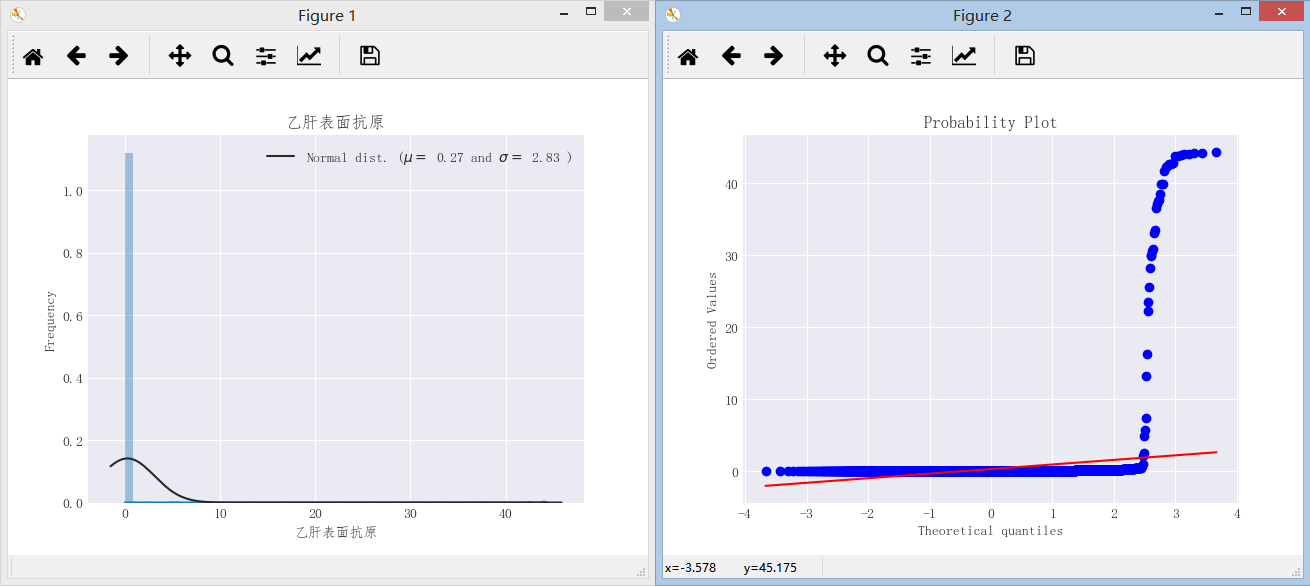 Figure 1
乙肝表面抗原
Normal dist. (μ = 0.27 and σ = 2.83 )
1.0
0.8
0.6
0.4
0.2
0.0
Frequency
0 10 20 30 40
乙肝表面抗原
Figure 2
Probability Plot
40
30
20
10
0
Ordered Values
−4 −3 −2 −1 0 1 2 3 4
Theoretical quantiles
x=-3.578 y=45.175